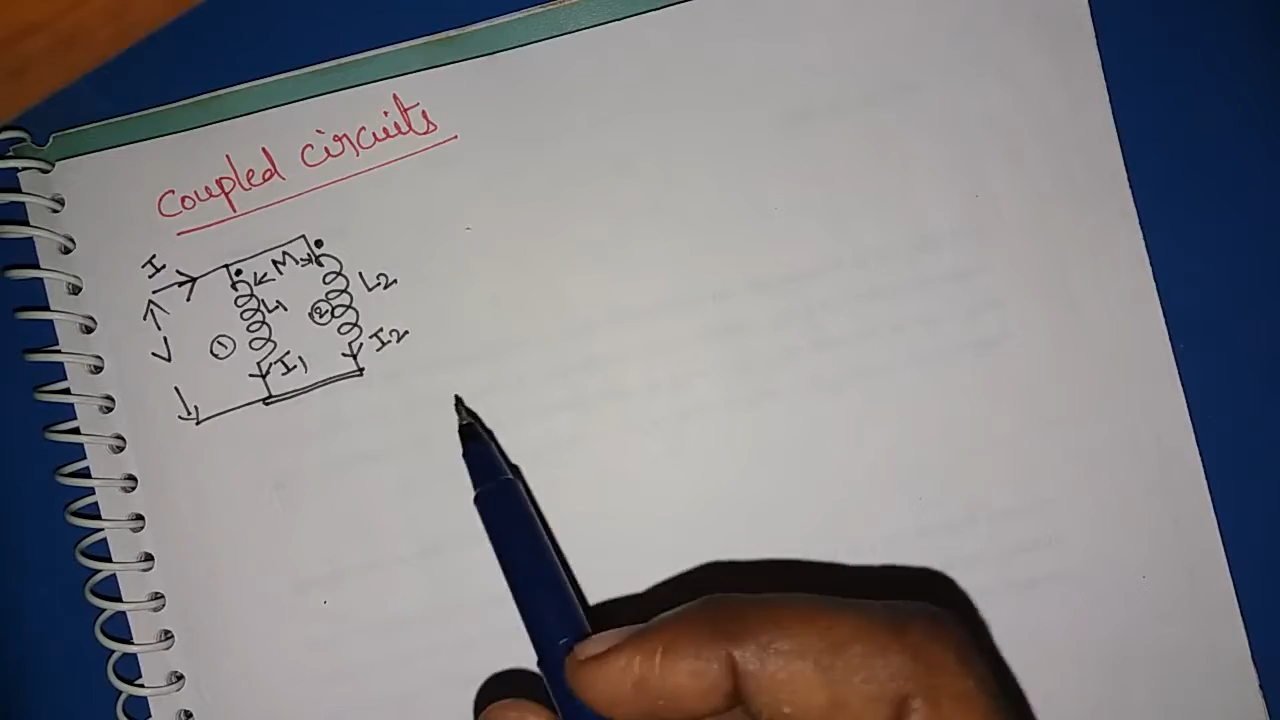 Coupled circuits
I
M
L1
L2
V
①
②
I1
I2